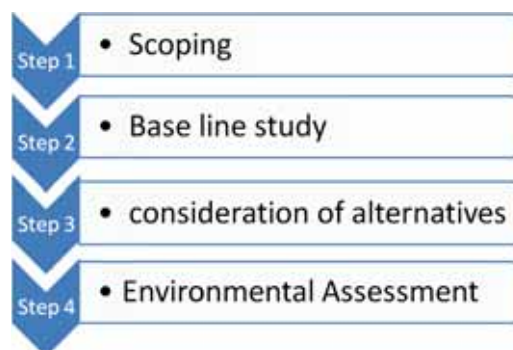 Step 1
• Scoping
Step 2
• Base line study
Step 3
• consideration of alternatives
Step 4
• Environmental Assessment